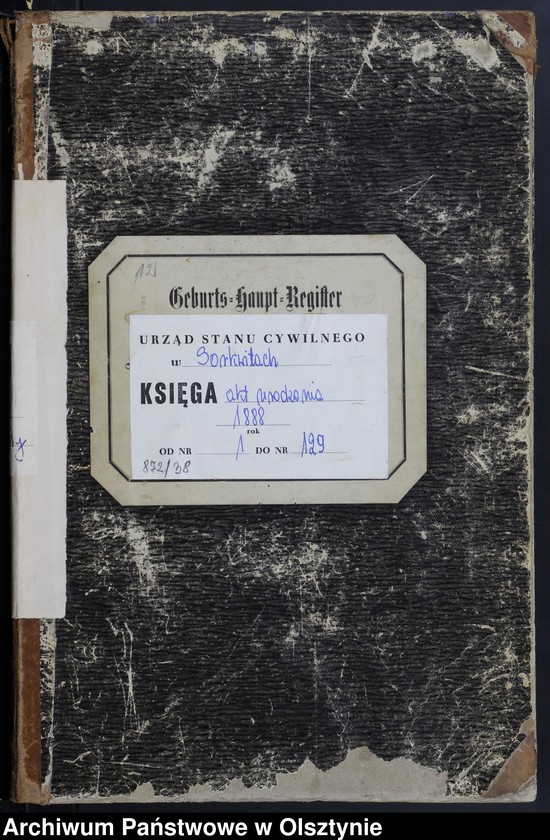 121
Geburts=Haupt=Register
URZĄD STANU CYWILNEGO
w Sorkwitach
KSIĘGA akt urodzenia
1888
rok
OD NR 1 DO NR 129
872/38
Archiwum Państwowe w Olsztynie